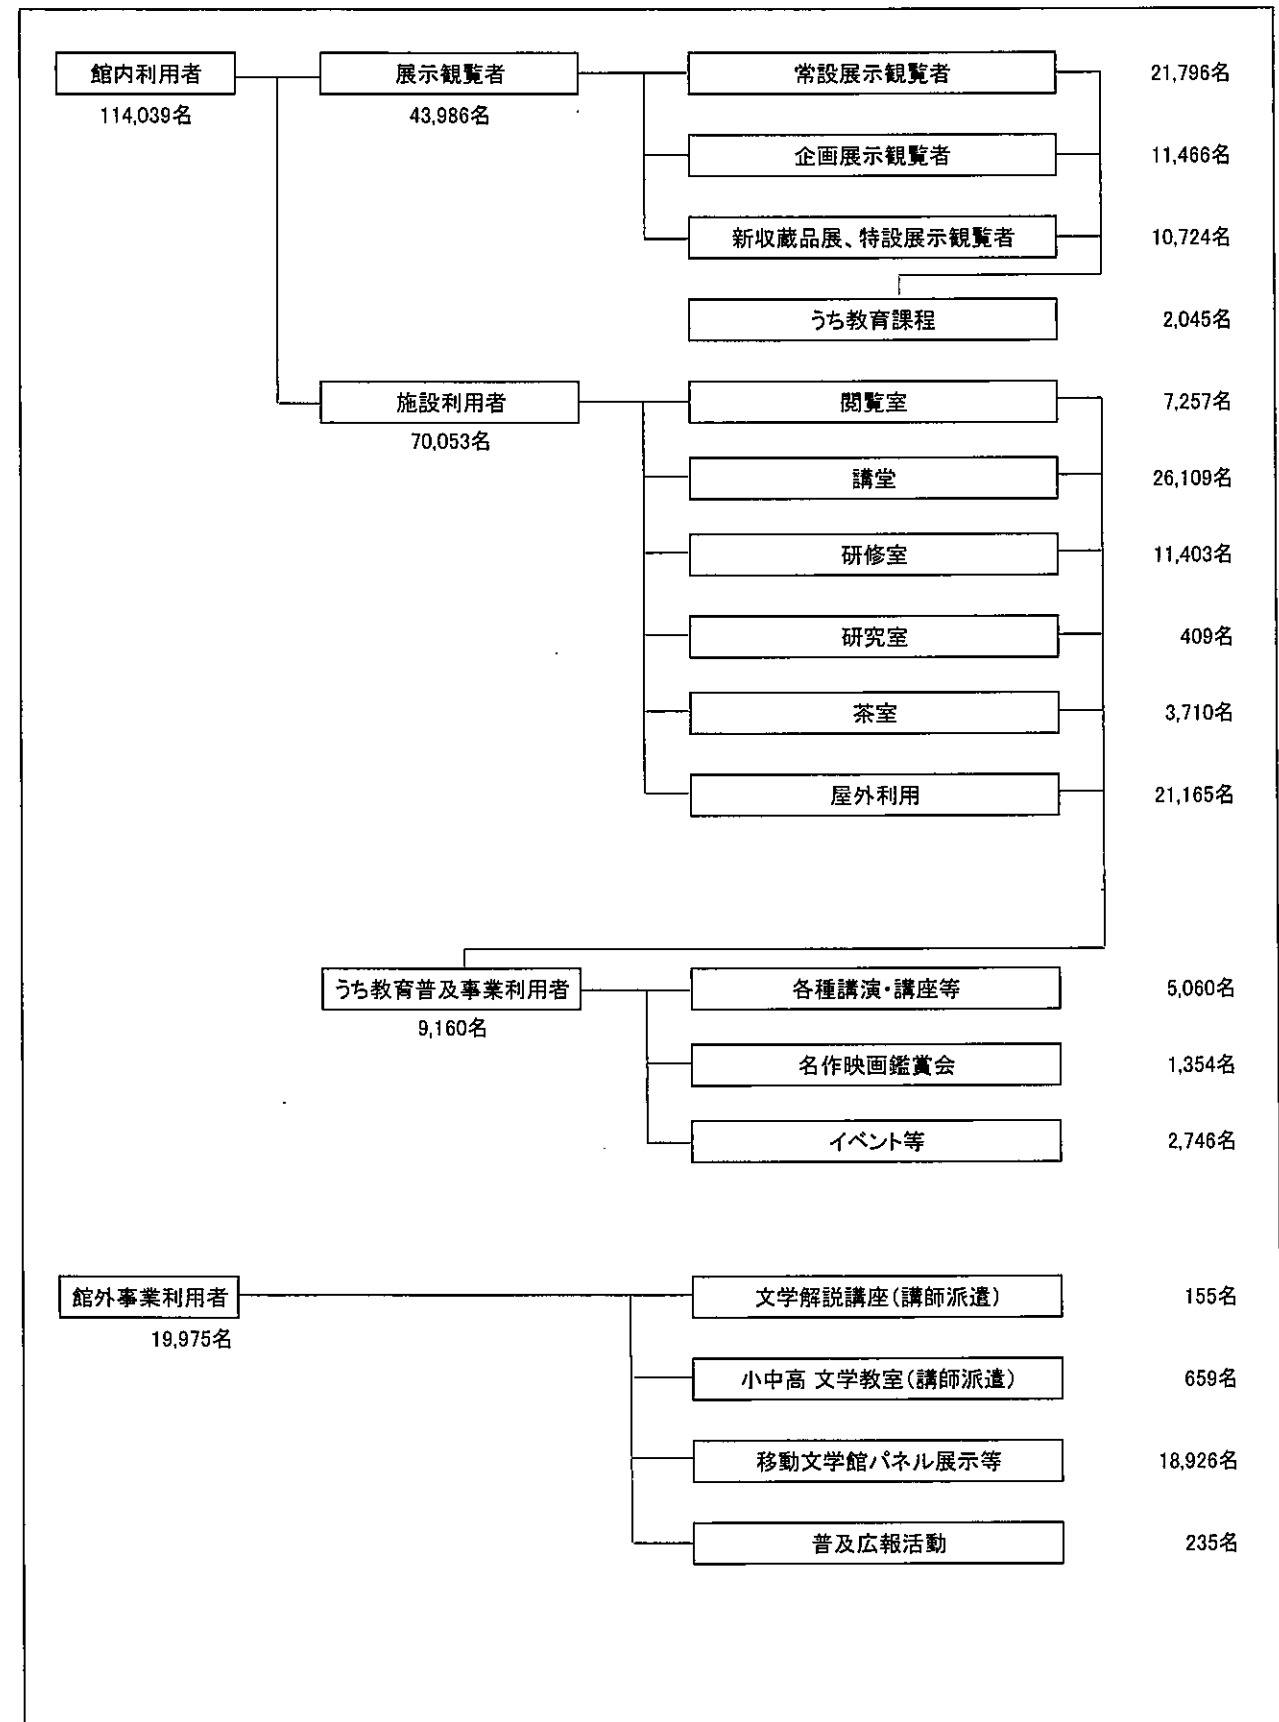 館内利用者 展示観覧者 常設展示観覧者 21,796名
114,039名 43,986名
企画展示観覧者 11,466名
新収蔵品展、特設展示観覧者 10,724名
うち教育課程 2,045名
施設利用者 閲覧室 7,257名
70,053名
講堂 26,109名
研修室 11,403名
研究室 409名
茶室 3,710名
屋外利用 21,165名
うち教育普及事業利用者 各種講演・講座等 5,060名
9,160名
名作映画鑑賞会 1,354名
イベント等 2,746名
館外事業利用者 文学解説講座(講師派遣) 155名
19,975名
小中高 文学教室(講師派遣) 659名
移動文学館パネル展示等 18,926名
普及広報活動 235名